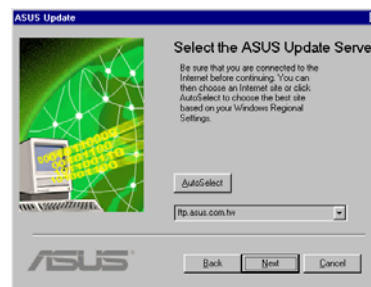 ASUS Update
Select the ASUS Update Serve
Be sure that you are connected to the
Internet before continuing. You can
then choose an Internet site or click
AutoSelect to choose the best site
based on your Windows Regional
Settings.
AutoSelect
ftp.asus.com.tw
ASUS
Back
Next
Cancel